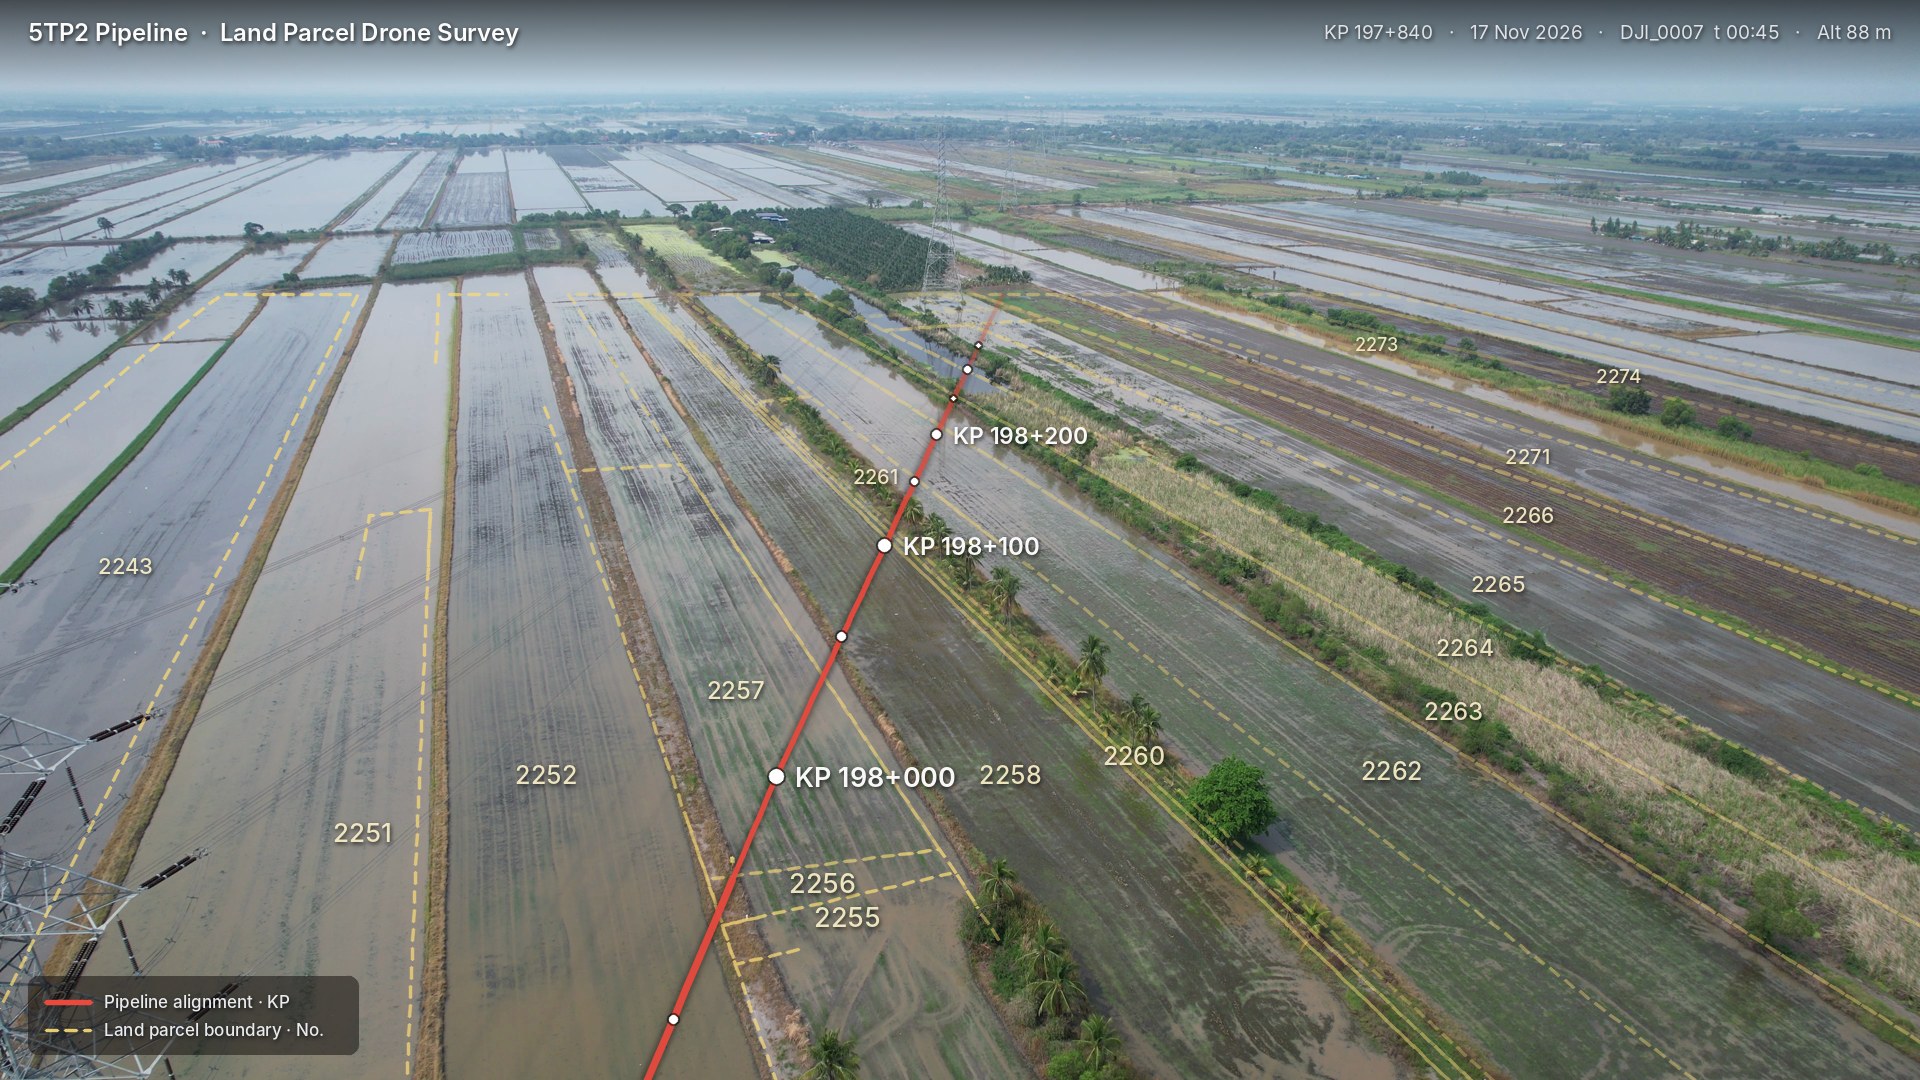 5TP2 Pipeline · Land Parcel Drone Survey
KP 197+840 · 17 Nov 2026 · DJI_0007 t 00:45 · Alt 88 m
2273
2274
KP 198+200
2271
2261
2266
KP 198+100
2243
2265
2264
2257
2263
2260
2262
2252
KP 198+000
2258
2251
2256
2255
Pipeline alignment · KP
Land parcel boundary · No.